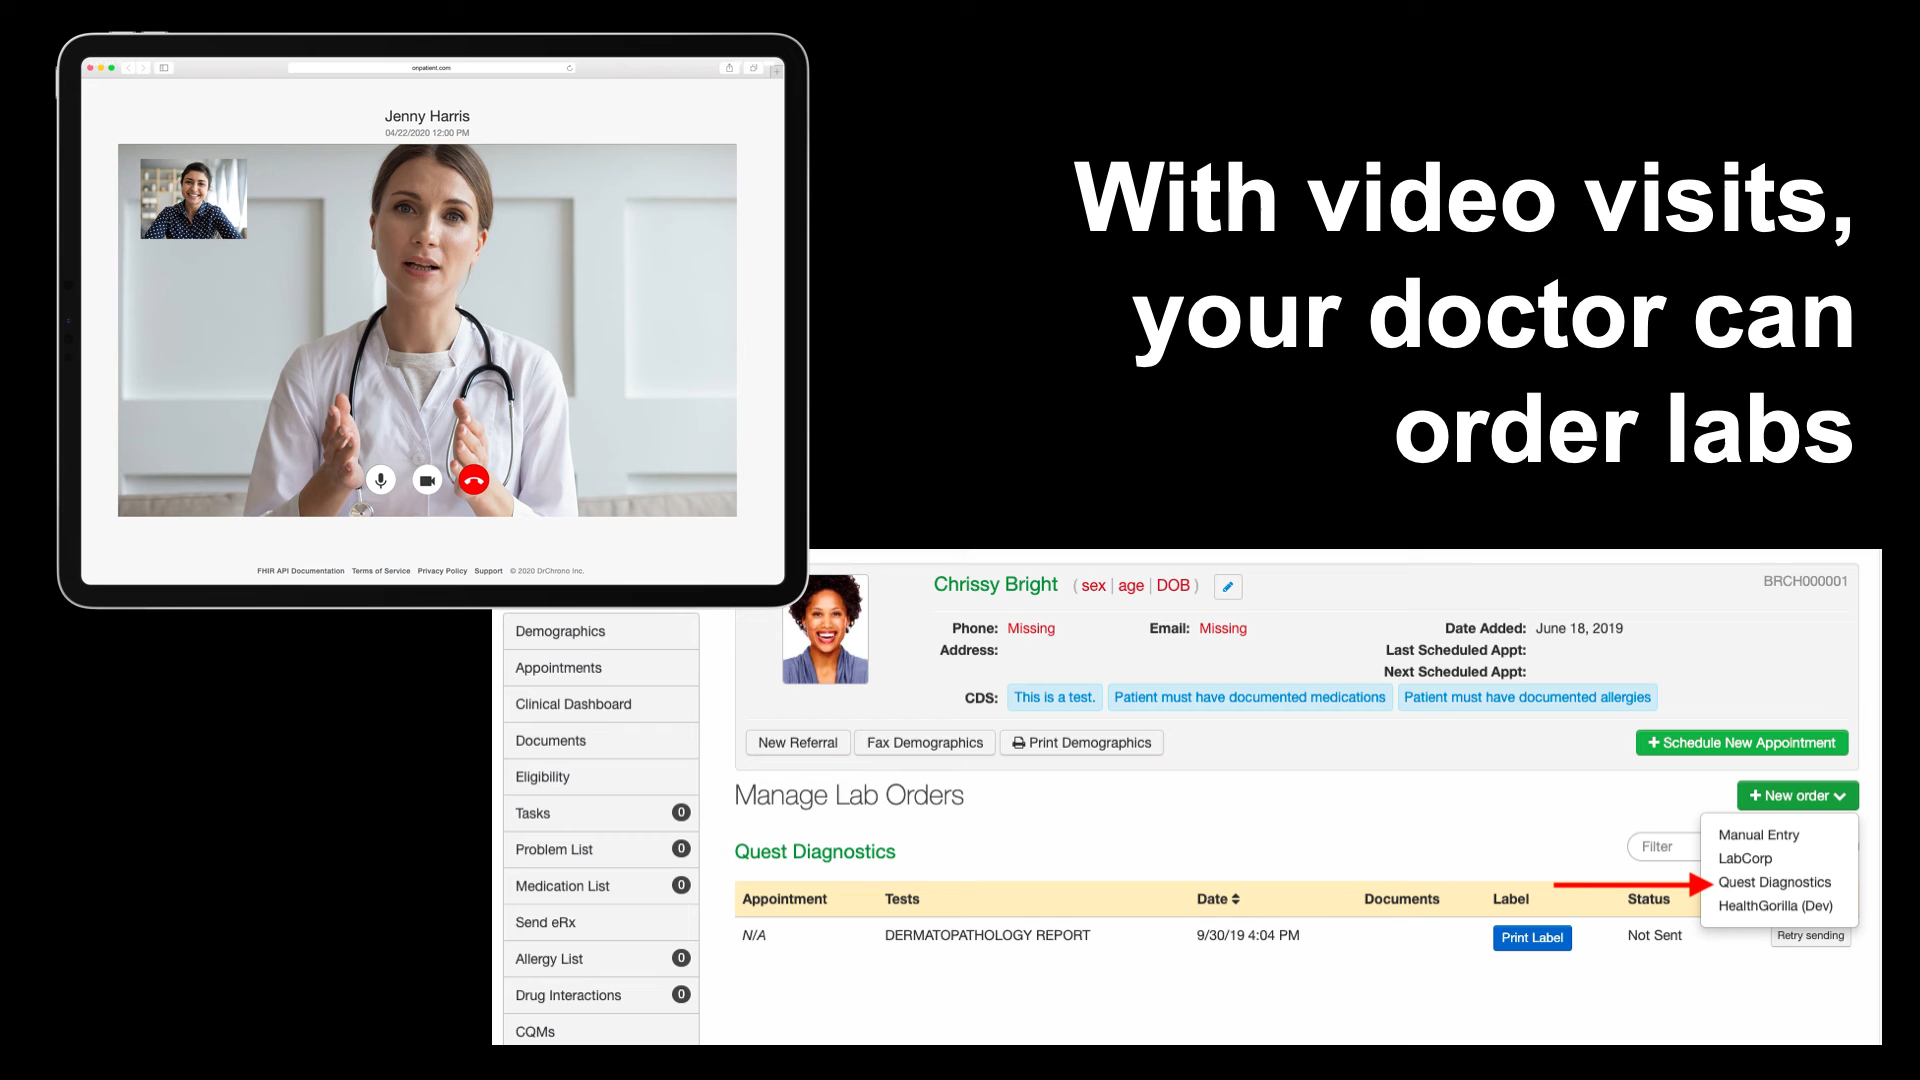 onpatient.com
Jenny Harris
04/22/2020 12:00 PM
FHIR API Documentation Terms of Service Privacy Policy Support © 2020 DrChrono Inc.
With video visits,
your doctor can
order labs
Chrissy Bright ( sex | age | DOB )
BRCH000001
Phone: Missing Email: Missing Date Added: June 18, 2019
Address: Last Scheduled Appt:
Next Scheduled Appt:
CDS: This is a test. Patient must have documented medications Patient must have documented allergies
New Referral Fax Demographics Print Demographics + Schedule New Appointment
Demographics
Appointments
Clinical Dashboard
Documents
Eligibility
Tasks 0
Problem List 0
Medication List 0
Send eRx
Allergy List 0
Drug Interactions 0
CQMs
Manage Lab Orders
+ New order
Manual Entry
LabCorp
Quest Diagnostics
HealthGorilla (Dev)
Quest Diagnostics
Filter
Appointment Tests Date Documents Label Status
N/A DERMATOPATHOLOGY REPORT 9/30/19 4:04 PM Print Label Not Sent Retry sending